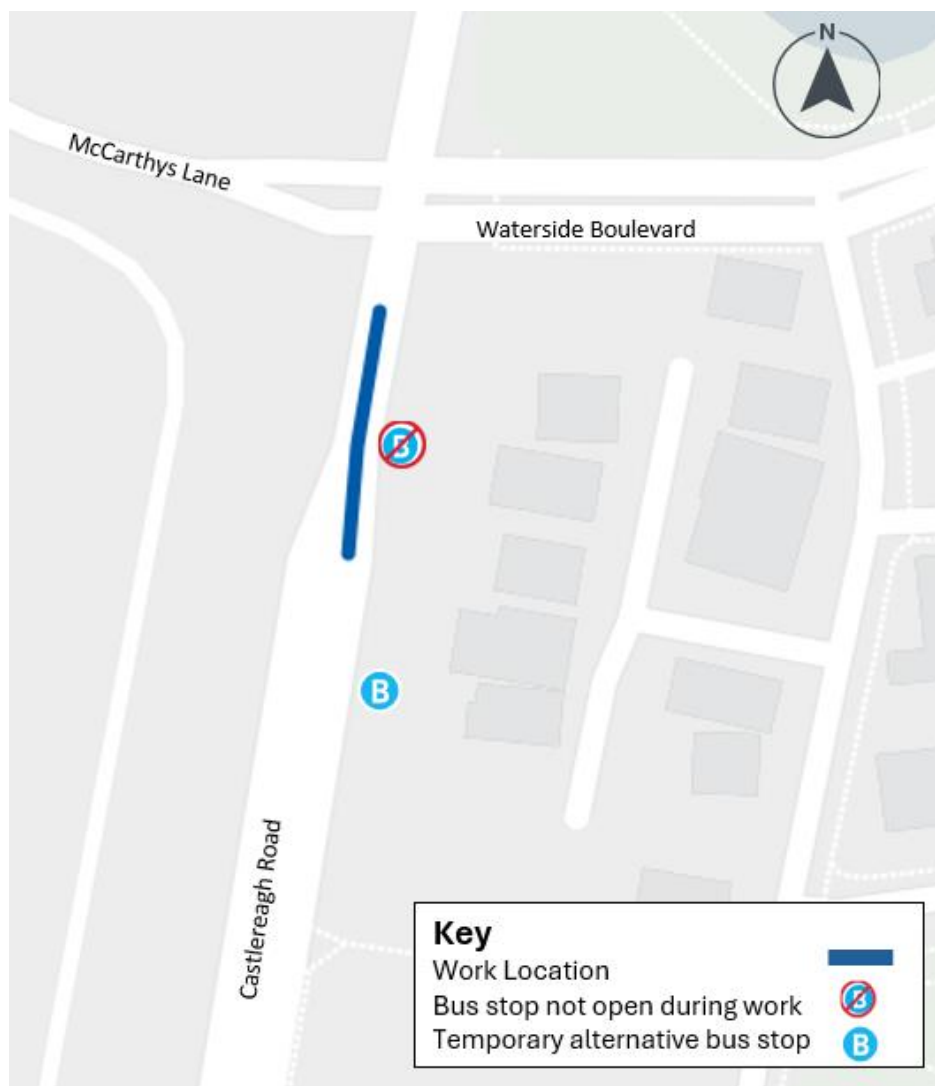 N
McCarthys Lane
Waterside Boulevard
B
B
Castlereagh Road
Key
Work Location
Bus stop not open during work
B
Temporary alternative bus stop
B